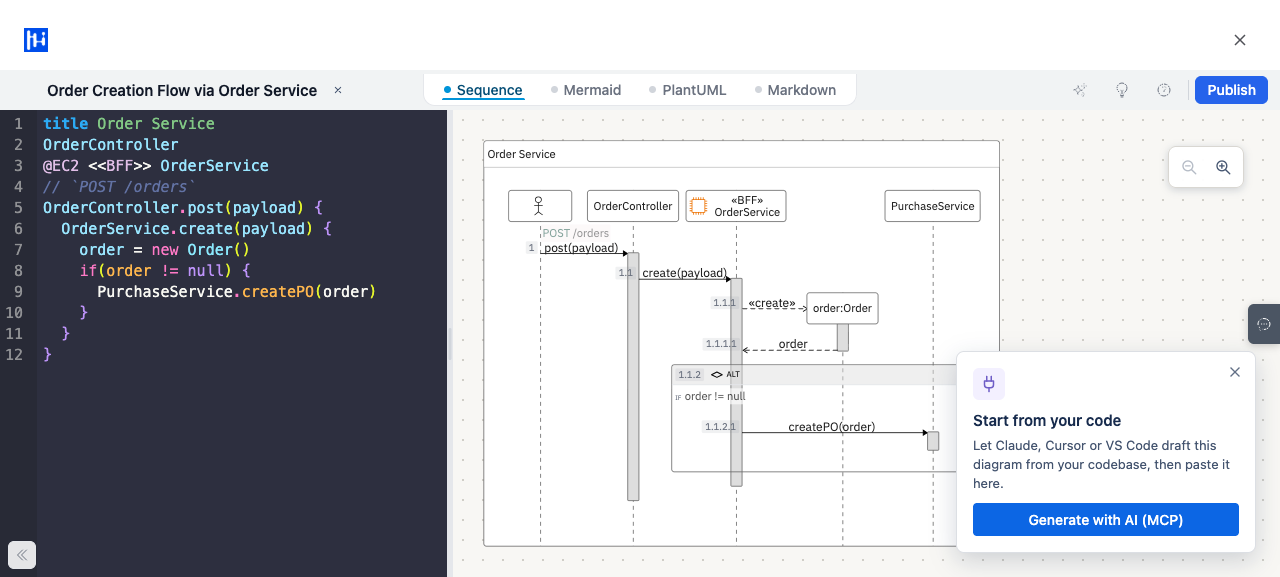 Order Creation Flow via Order Service ×
Sequence Mermaid PlantUML Markdown
Publish
1 title Order Service
2 OrderController
3 @EC2 <<BFF>> OrderService
4 // `POST /orders`
5 OrderController.post(payload) {
6 OrderService.create(payload) {
7 order = new Order()
8 if(order != null) {
9 PurchaseService.createPO(order)
10 }
11 }
12 }
Order Service
OrderController
«BFF»
OrderService
PurchaseService
POST /orders
1 post(payload)
1.1 create(payload)
1.1.1 «create»
order:Order
1.1.1.1 order
1.1.2 ALT
IF order != null
1.1.2.1 createPO(order)
Start from your code
Let Claude, Cursor or VS Code draft this
diagram from your codebase, then paste it
here.
Generate with AI (MCP)